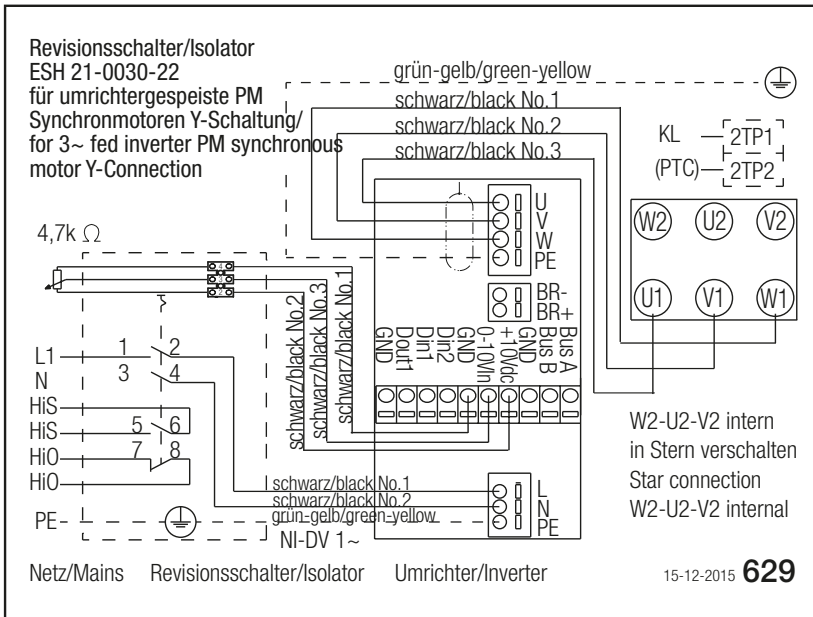 Revisionsschalter/Isolator
ESH 21-0030-22
für umrichtergespeiste PM
Synchronmotoren Y-Schaltung/
for 3~ fed inverter PM synchronous
motor Y-Connection
grün-gelb/green-yellow
schwarz/black No.1
schwarz/black No.2
schwarz/black No.3
KL
2TP1
(PTC)
2TP2
U
V
W
PE
BR-
BR+
W2 U2 V2
U1 V1 W1
4,7k Ω
schwarz/black No.2
schwarz/black No.3
schwarz/black No.1
GND
Dout1
Din1
Din2
GND
0-10Vin
+10Vdc
GND
Bus B
Bus A
L1 1 2
N 3 4
HiS
HiS 5 6
HiO 7 8
HiO
PE
schwarz/black No.1
schwarz/black No.2
grün-gelb/green-yellow
NI-DV 1~
L
N
PE
W2-U2-V2 intern
in Stern verschalten
Star connection
W2-U2-V2 internal
Netz/Mains Revisionsschalter/Isolator Umrichter/Inverter
15-12-2015 629